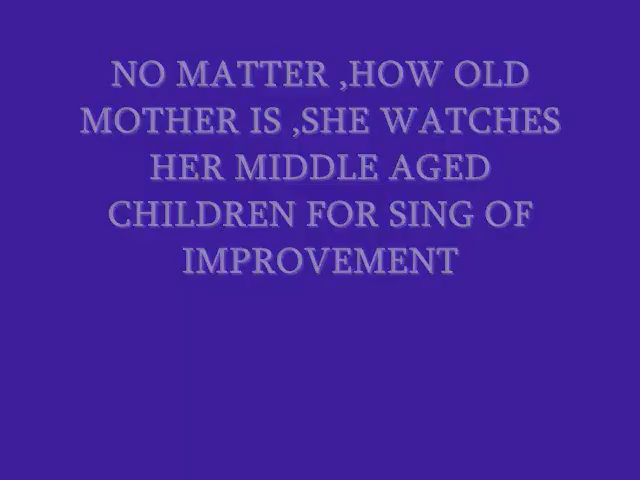 NO MATTER ,HOW OLD
MOTHER IS ,SHE WATCHES
HER MIDDLE AGED
CHILDREN FOR SING OF
IMPROVEMENT